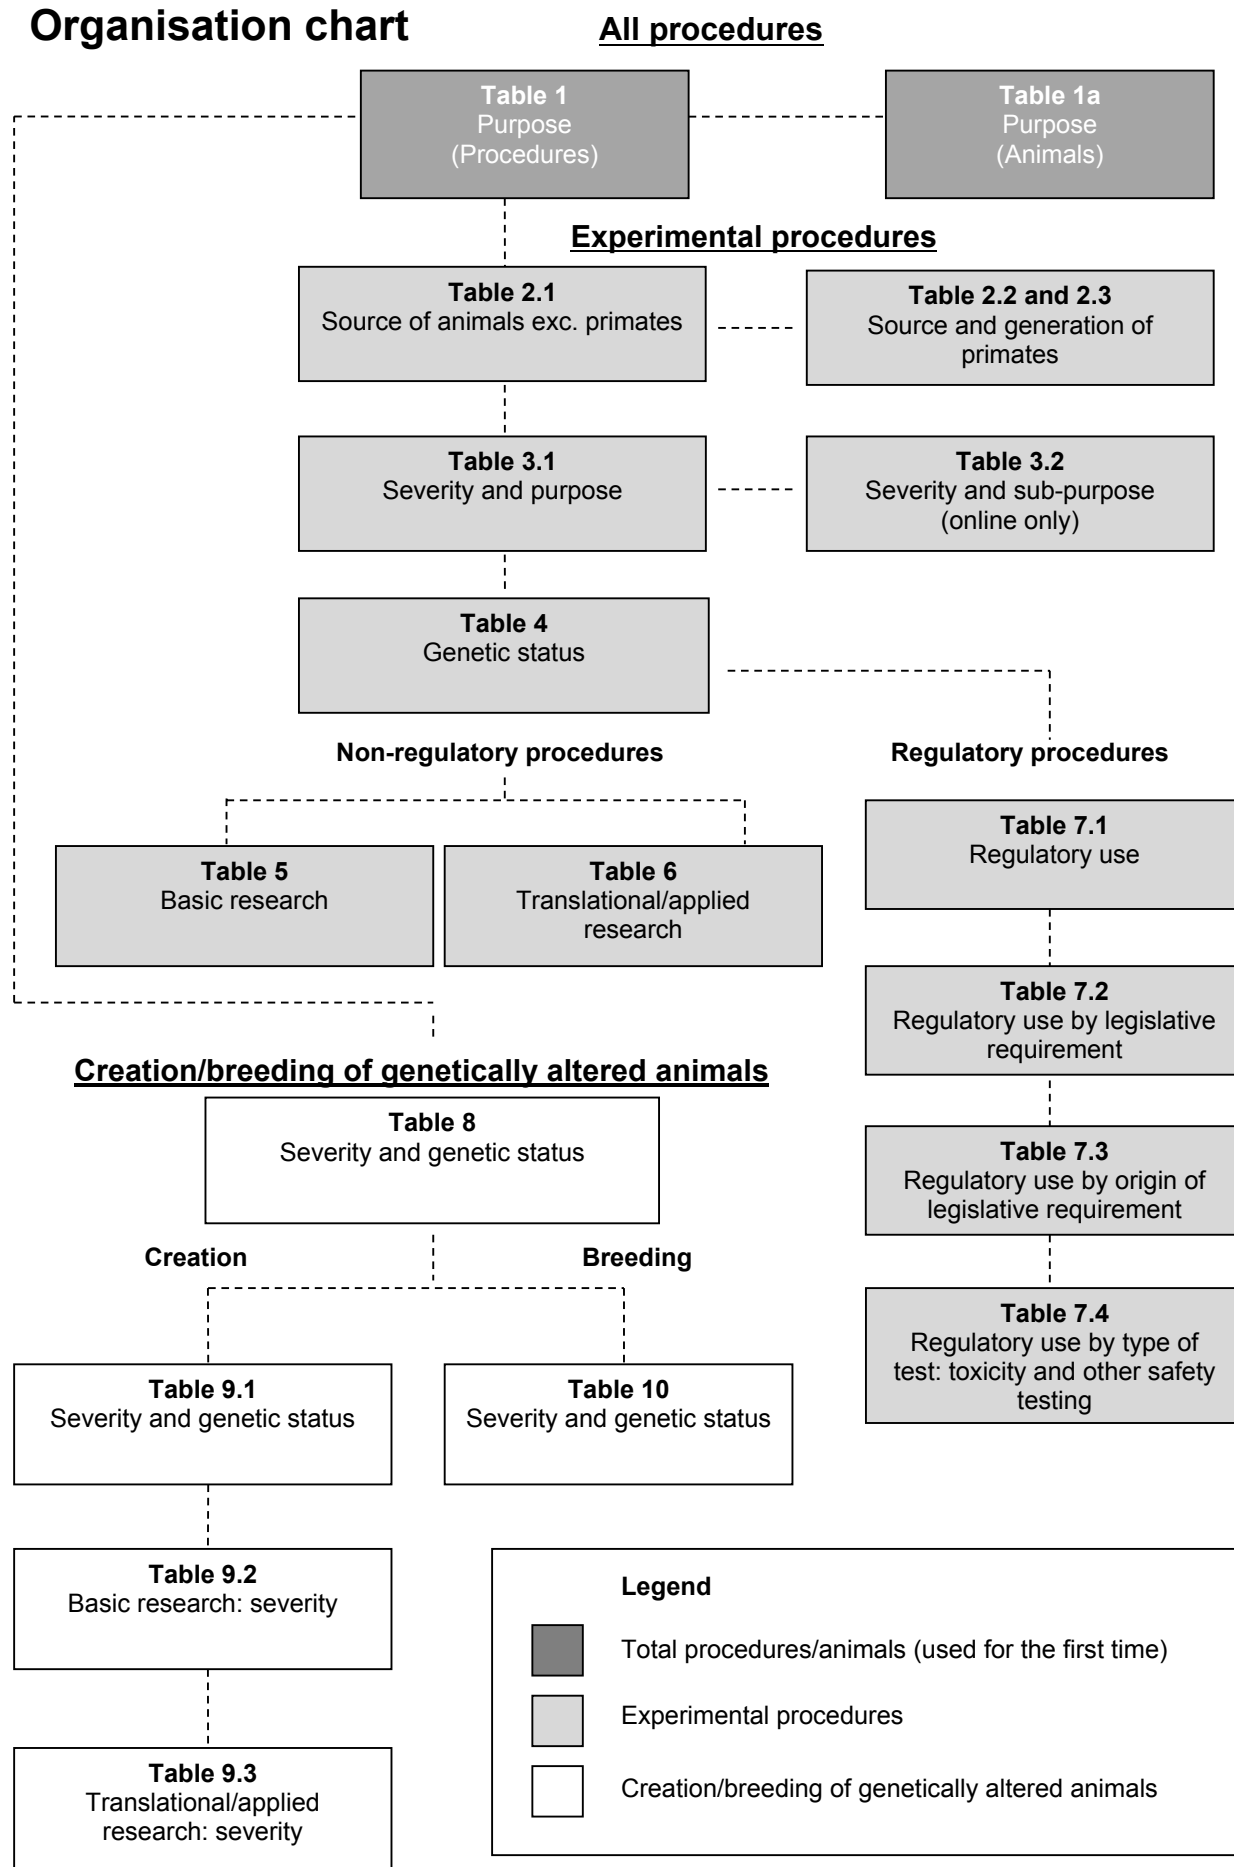 Organisation chart
All procedures
Table 1
Purpose
(Procedures)
Table 1a
Purpose
(Animals)
Experimental procedures
Table 2.1
Source of animals exc. primates
Table 2.2 and 2.3
Source and generation of
primates
Table 3.1
Severity and purpose
Table 3.2
Severity and sub-purpose
(online only)
Table 4
Genetic status
Non-regulatory procedures
Regulatory procedures
Table 5
Basic research
Table 6
Translational/applied
research
Table 7.1
Regulatory use
Table 7.2
Regulatory use by legislative
requirement
Table 7.3
Regulatory use by origin of
legislative requirement
Table 7.4
Regulatory use by type of
test: toxicity and other safety
testing
Creation/breeding of genetically altered animals
Table 8
Severity and genetic status
Creation
Breeding
Table 9.1
Severity and genetic status
Table 10
Severity and genetic status
Table 9.2
Basic research: severity
Table 9.3
Translational/applied
research: severity
Legend
Total procedures/animals (used for the first time)
Experimental procedures
Creation/breeding of genetically altered animals